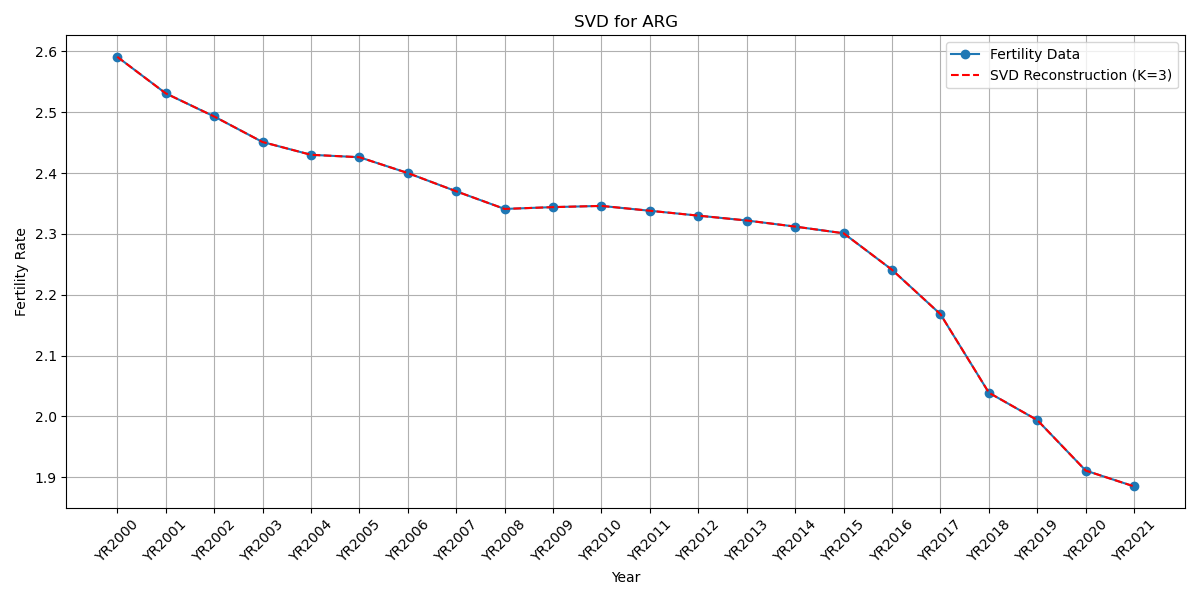 SVD for ARG
Fertility Data
SVD Reconstruction (K=3)
Fertility Rate
2.6
2.5
2.4
2.3
2.2
2.1
2.0
1.9
YR2000 YR2001 YR2002 YR2003 YR2004 YR2005 YR2006 YR2007 YR2008 YR2009 YR2010 YR2011 YR2012 YR2013 YR2014 YR2015 YR2016 YR2017 YR2018 YR2019 YR2020 YR2021
Year